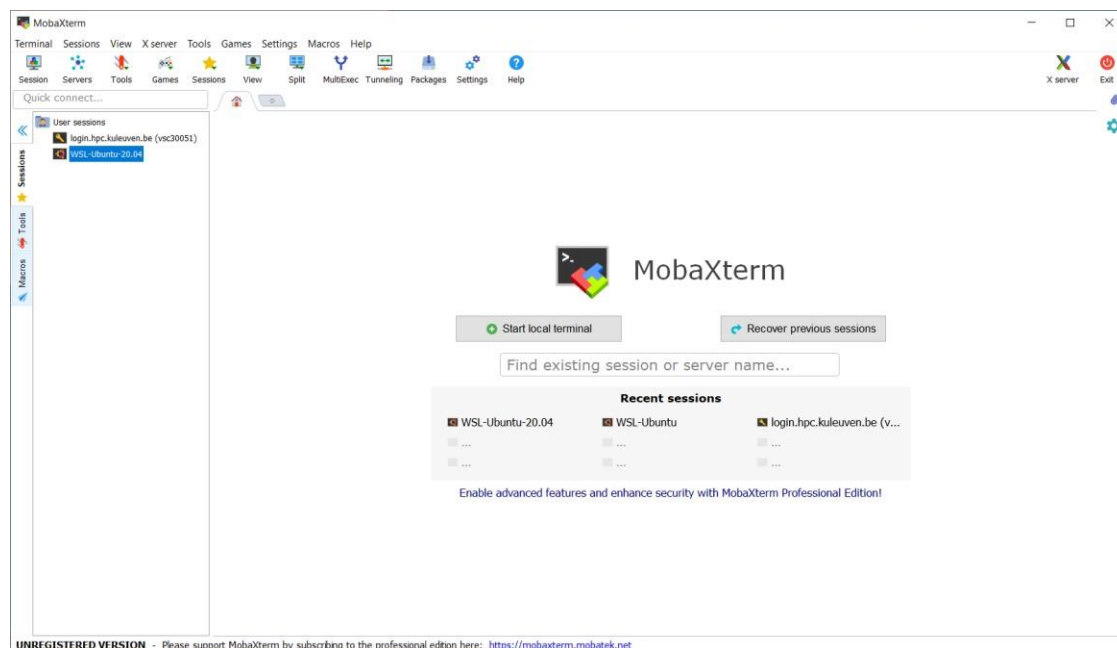 MobaXterm
Terminal Sessions View X server Tools Games Settings Macros Help
Session Servers Tools Games Sessions View Split MultiExec Tunneling Packages Settings Help X server Exit
Quick connect...
User sessions
login.hpc.kuleuven.be (vsc30051)
WSL-Ubuntu-20.04
Sessions
Tools
Macros
MobaXterm
Start local terminal Recover previous sessions
Find existing session or server name...
Recent sessions
WSL-Ubuntu-20.04 WSL-Ubuntu login.hpc.kuleuven.be (v...
... ... ...
... ... ...
Enable advanced features and enhance security with MobaXterm Professional Edition!
UNREGISTERED VERSION - Please support MobaXterm by subscribing to the professional edition here: https://mobaxterm.mobatek.net